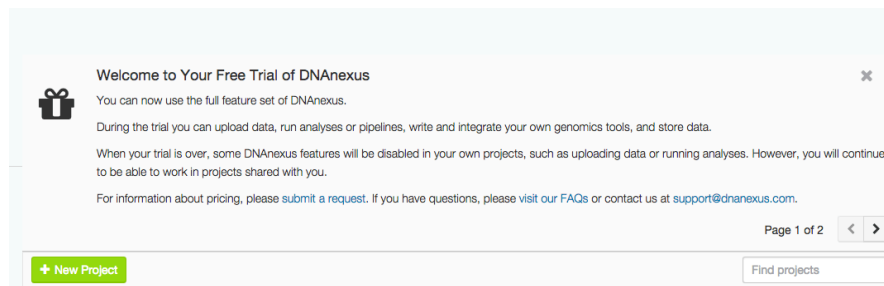 Welcome to Your Free Trial of DNAnexus
You can now use the full feature set of DNAnexus.
During the trial you can upload data, run analyses or pipelines, write and integrate your own genomics tools, and store data.
When your trial is over, some DNAnexus features will be disabled in your own projects, such as uploading data or running analyses. However, you will continue
to be able to work in projects shared with you.
For information about pricing, please submit a request. If you have questions, please visit our FAQs or contact us at support@dnanexus.com.
Page 1 of 2
+ New Project
Find projects